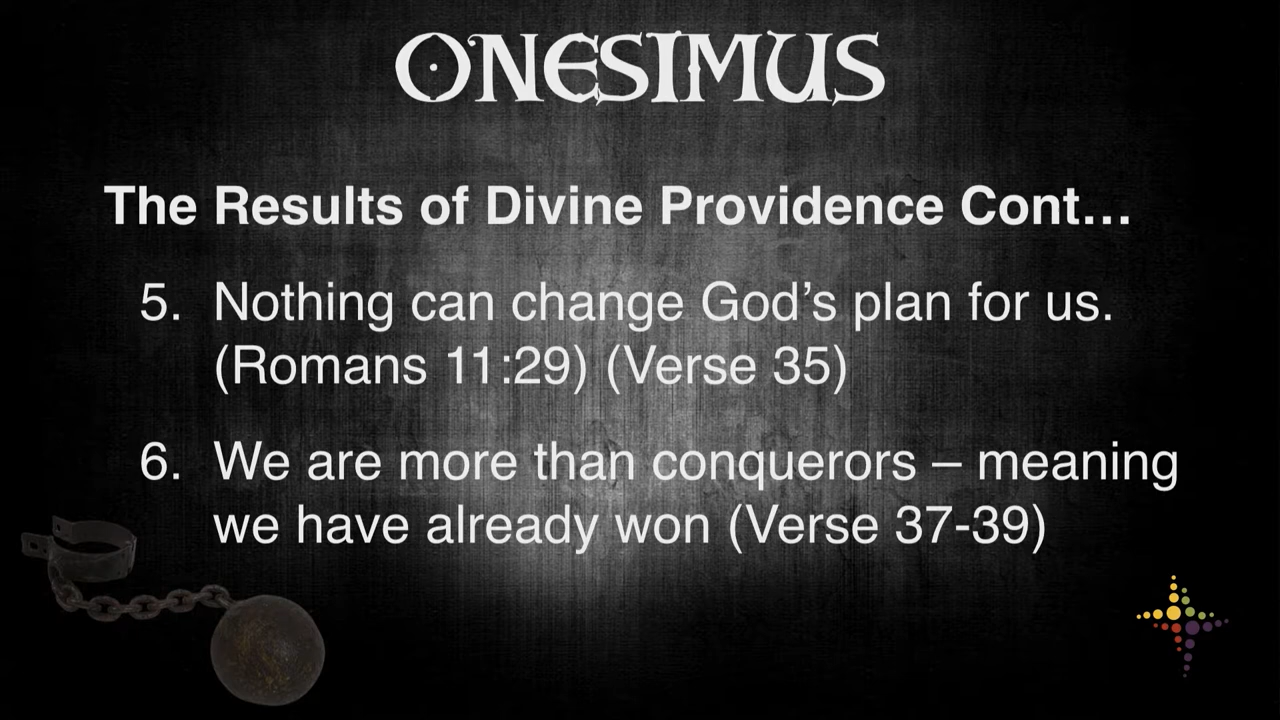 ONESIMUS
The Results of Divine Providence Cont…
5. Nothing can change God’s plan for us.
(Romans 11:29) (Verse 35)
6. We are more than conquerors – meaning
we have already won (Verse 37-39)